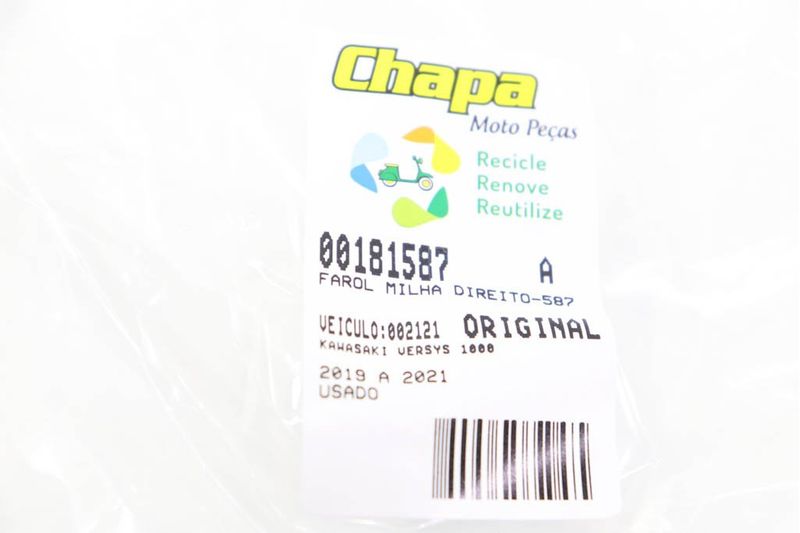 Chapa
Moto Peças
Recicle
Renove
Reutilize
00181587 A
FAROL MILHA DIREITO-587
VEICULO:002121 ORIGINAL
KAWASAKI VERSYS 1000
2019 A 2021
USADO